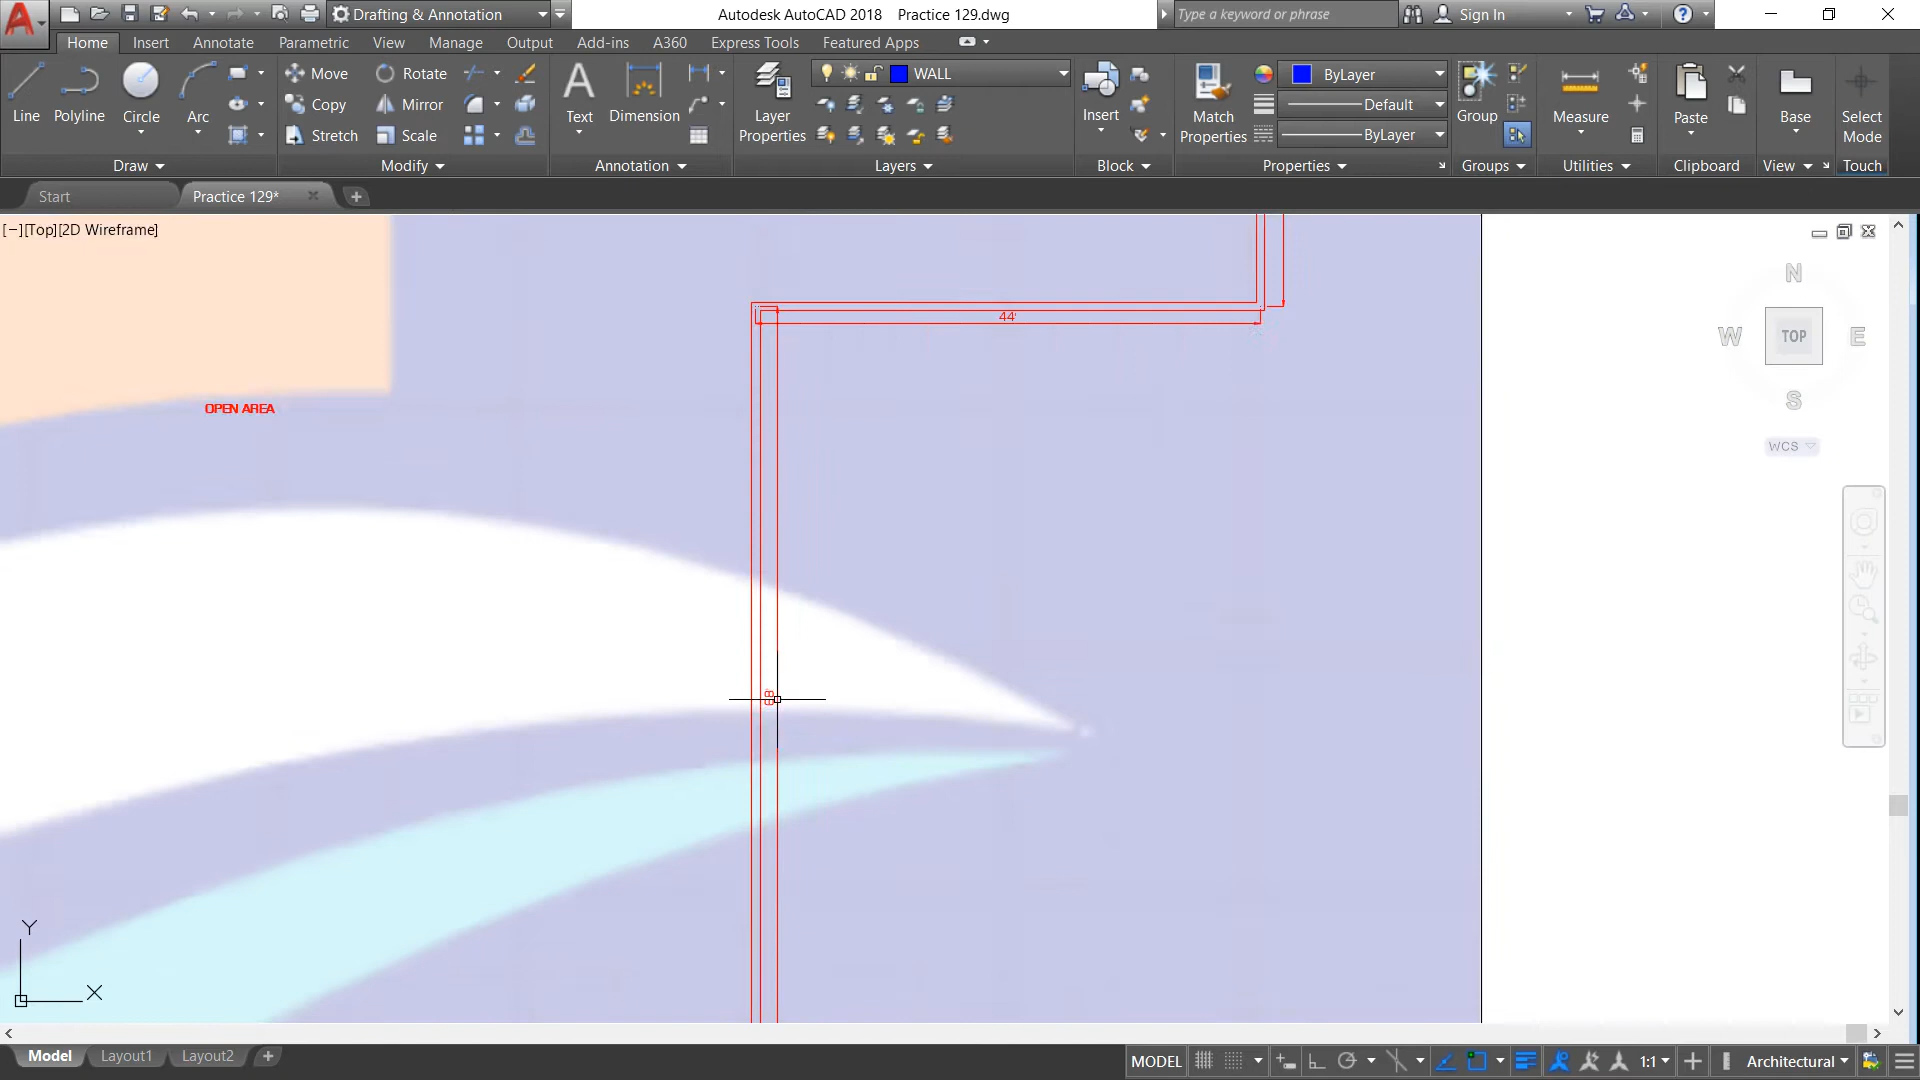 Drafting & Annotation
Autodesk AutoCAD 2018 Practice 129.dwg
Type a keyword or phrase
Sign In
Home Insert Annotate Parametric View Manage Output Add-ins A360 Express Tools Featured Apps
Line Polyline Circle Arc
Move Rotate
Copy Mirror
Stretch Scale
Text Dimension
Layer Properties
WALL
Insert
Match Properties
ByLayer
Default
ByLayer
Group
Measure
Paste
Base
Select Mode
Draw Modify Annotation Layers Block Properties Groups Utilities Clipboard View Touch
Start Practice 129*
[−][Top][2D Wireframe]
N
W TOP E
S
WCS
44'
OPEN AREA
Y
X
Model Layout1 Layout2
MODEL
1:1
Architectural